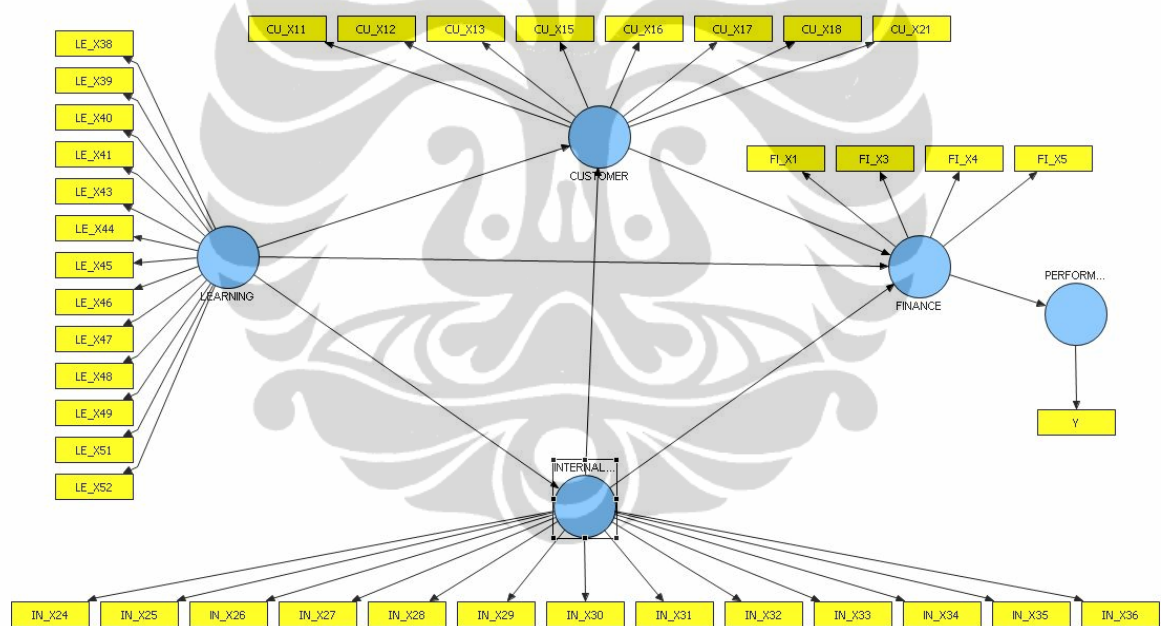 CU_X11 CU_X12 CU_X13 CU_X15 CU_X16 CU_X17 CU_X18 CU_X21
LE_X38
LE_X39
LE_X40
LE_X41
LE_X43
LE_X44
LE_X45
LE_X46
LE_X47
LE_X48
LE_X49
LE_X51
LE_X52
CUSTOMER
FI_X1 FI_X3 FI_X4 FI_X5
LEARNING
FINANCE
PERFORM...
Y
INTERNAL...
IN_X24 IN_X25 IN_X26 IN_X27 IN_X28 IN_X29 IN_X30 IN_X31 IN_X32 IN_X33 IN_X34 IN_X35 IN_X36